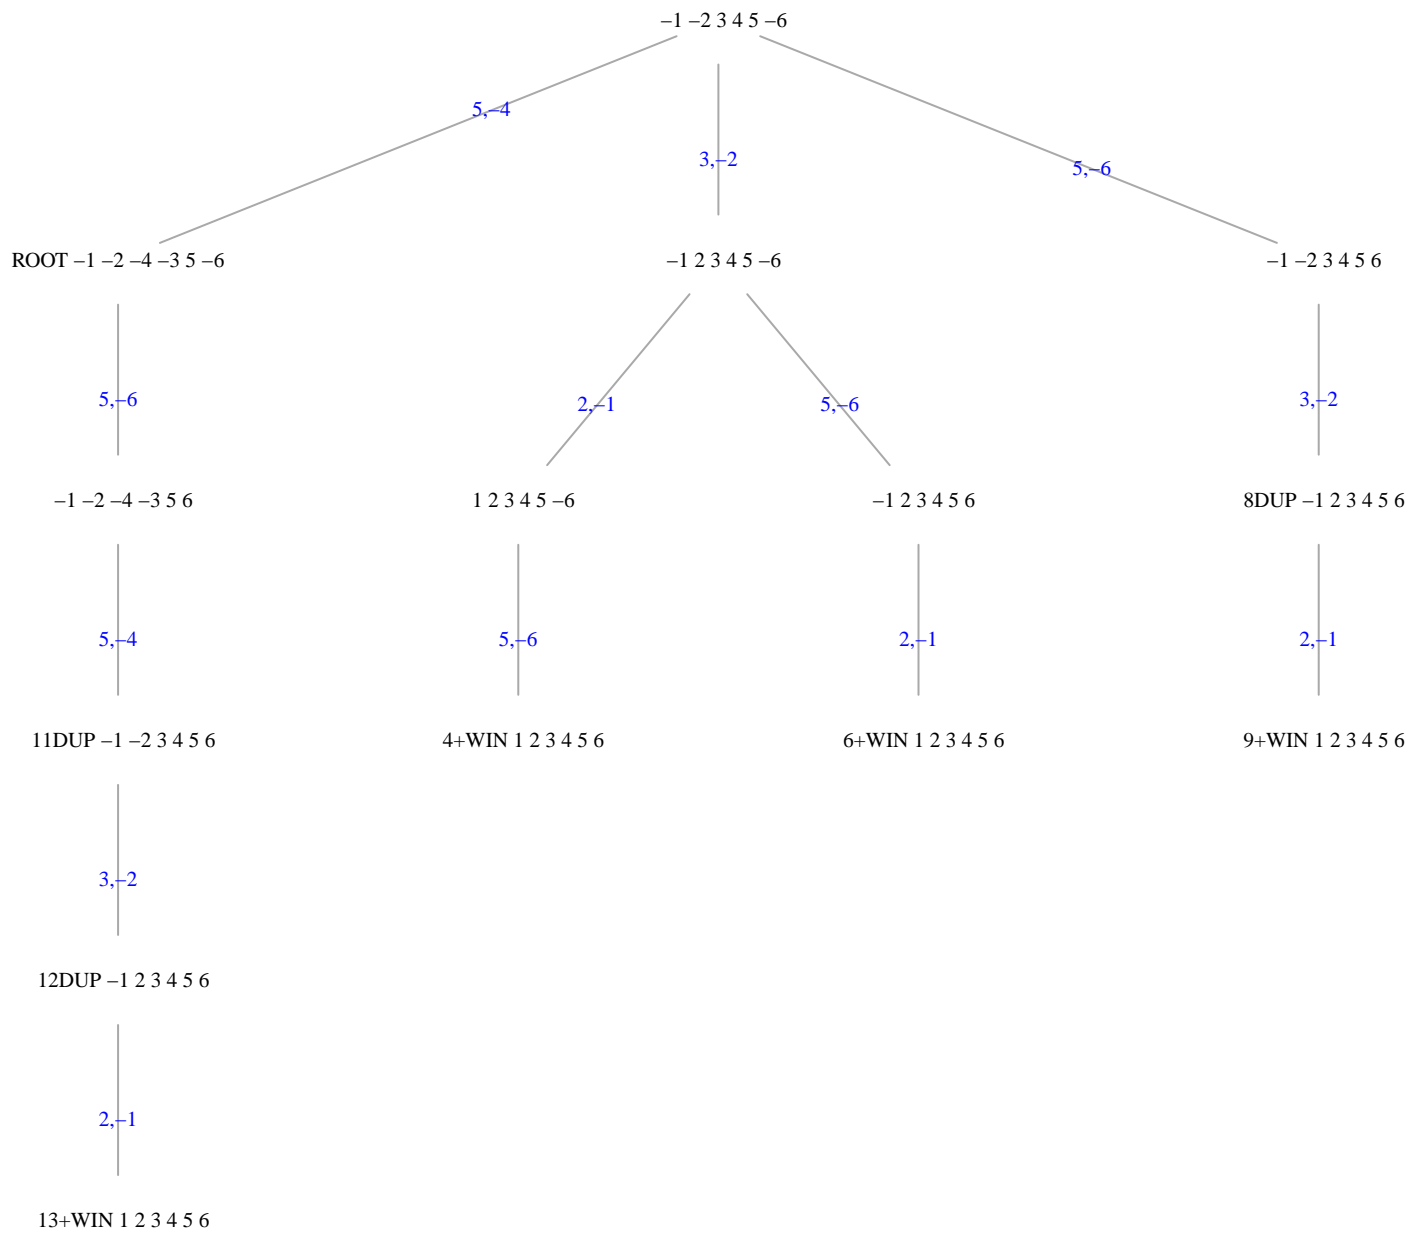 –1 –2 3 4 5 –6
5,–4
3,–2
5,–6
ROOT –1 –2 –4 –3 5 –6
–1 2 3 4 5 –6
–1 –2 3 4 5 6
5,–6
2,–1
5,–6
3,–2
–1 –2 –4 –3 5 6
1 2 3 4 5 –6
–1 2 3 4 5 6
8DUP –1 2 3 4 5 6
5,–4
5,–6
2,–1
2,–1
11DUP –1 –2 3 4 5 6
4+WIN 1 2 3 4 5 6
6+WIN 1 2 3 4 5 6
9+WIN 1 2 3 4 5 6
3,–2
12DUP –1 2 3 4 5 6
2,–1
13+WIN 1 2 3 4 5 6